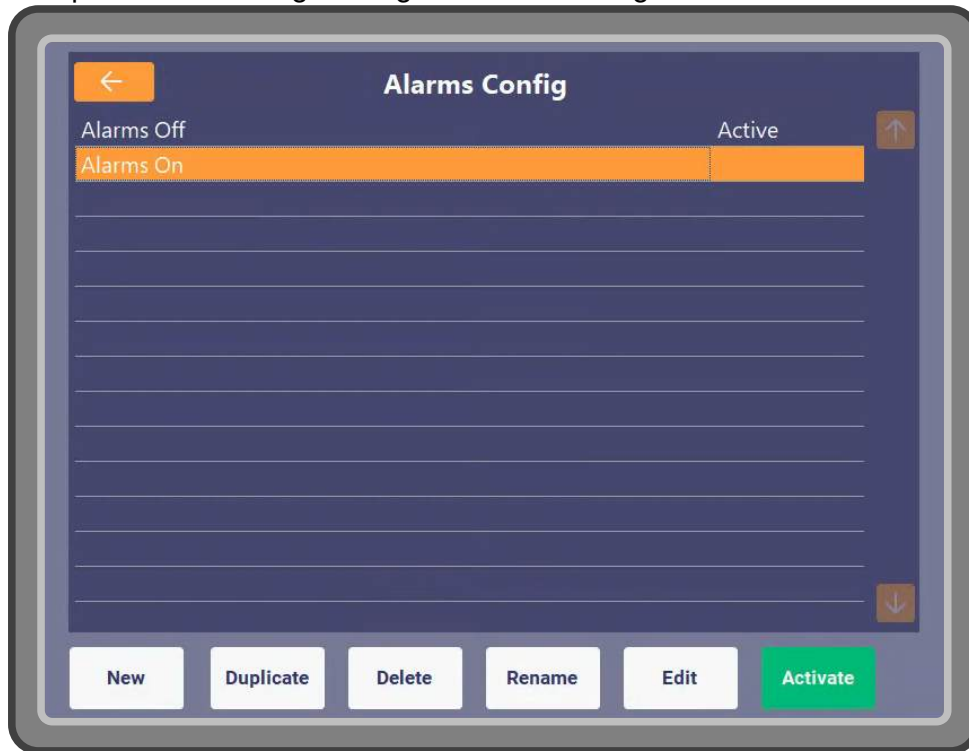 Alarms Config
Alarms Off Active
Alarms On
New Duplicate Delete Rename Edit Activate